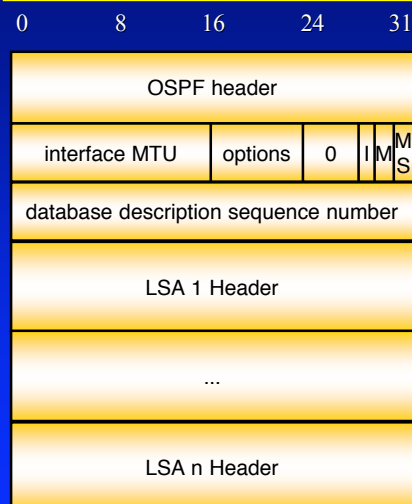 0 8 16 24 31
OSPF header
interface MTU options 0 I M M S
database description sequence number
LSA 1 Header
...
LSA n Header